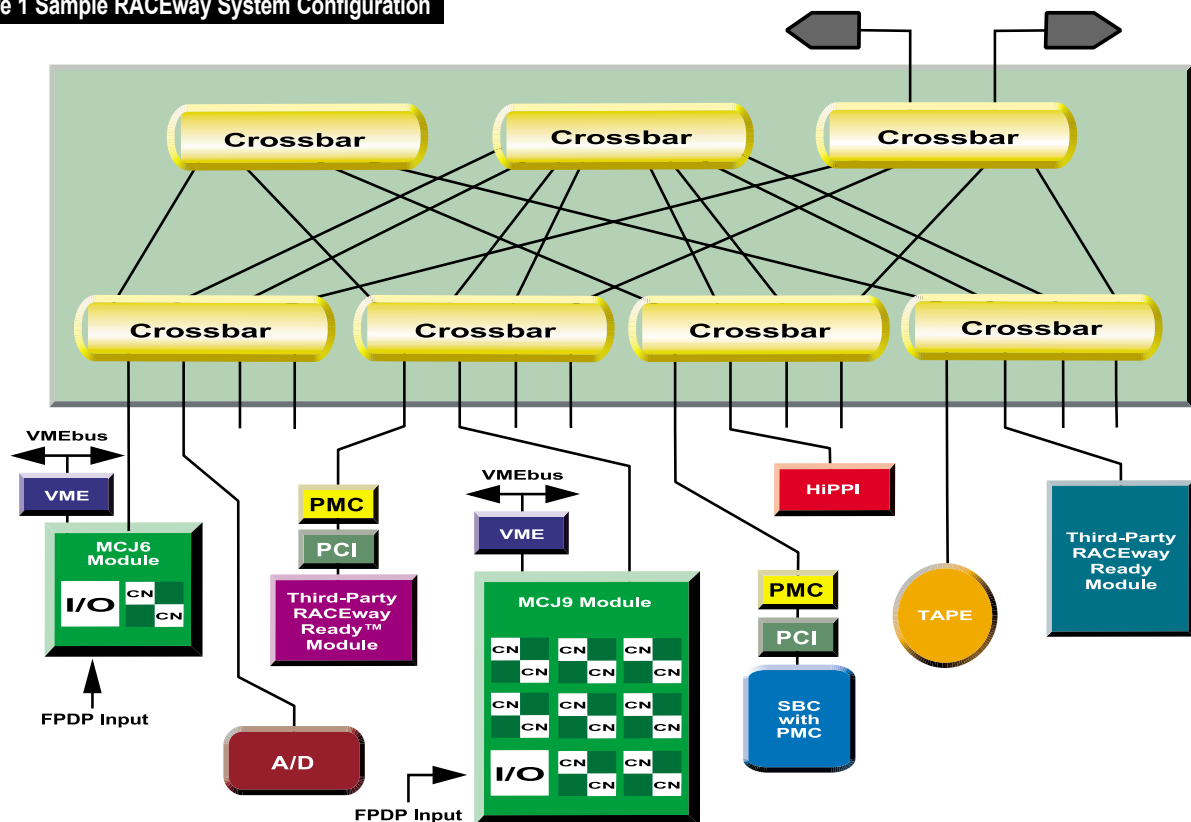 e 1 Sample RACEway System Configuration
Crossbar
Crossbar
Crossbar
Crossbar
Crossbar
Crossbar
Crossbar
VMEbus
VME
MCJ6
Module
I/O
CN
CN
FPDP Input
A/D
PMC
PCI
Third-Party
RACEway
Ready™
Module
VMEbus
VME
MCJ9 Module
CN
CN
CN
CN
CN
CN
CN
CN
CN
CN
CN
CN
I/O
CN
CN
CN
CN
FPDP Input
HiPPI
PMC
PCI
SBC
with
PMC
TAPE
Third-Party
RACEway
Ready
Module